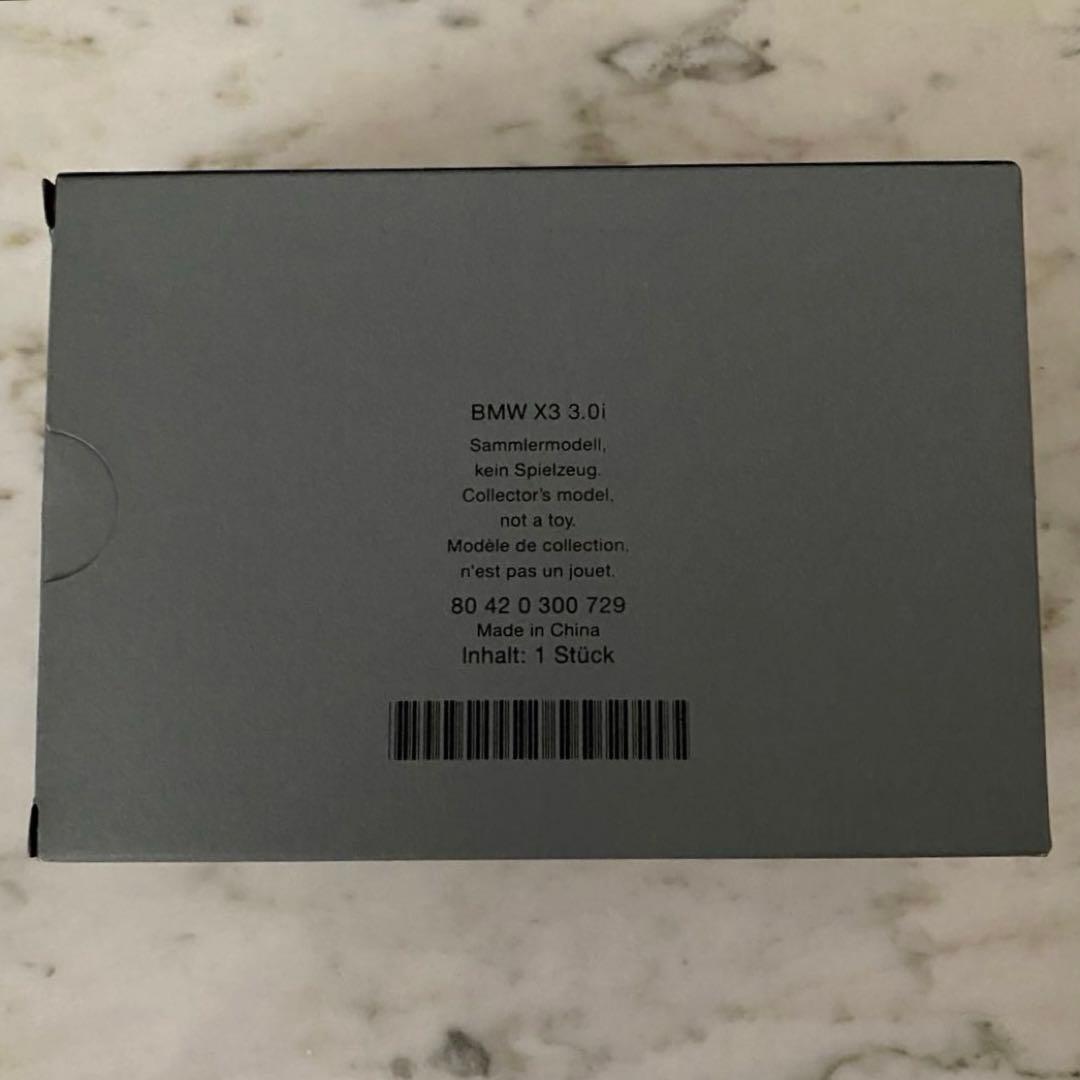 BMW X3 3.0i
Sammlermodell,
kein Spielzeug.
Collector's model,
not a toy.
Modèle de collection,
n'est pas un jouet.
80 42 0 300 729
Made in China
Inhalt: 1 Stück